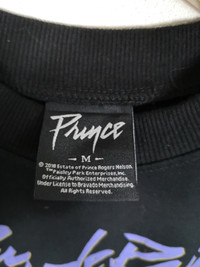 Prince
- M -
© 2018 Estate of Prince Rogers Nelson.
™ Paisley Park Enterprises, Inc.
Officially Authorized Merchandise.
Under License to Bravado Merchandising.
All Rights Reserved.